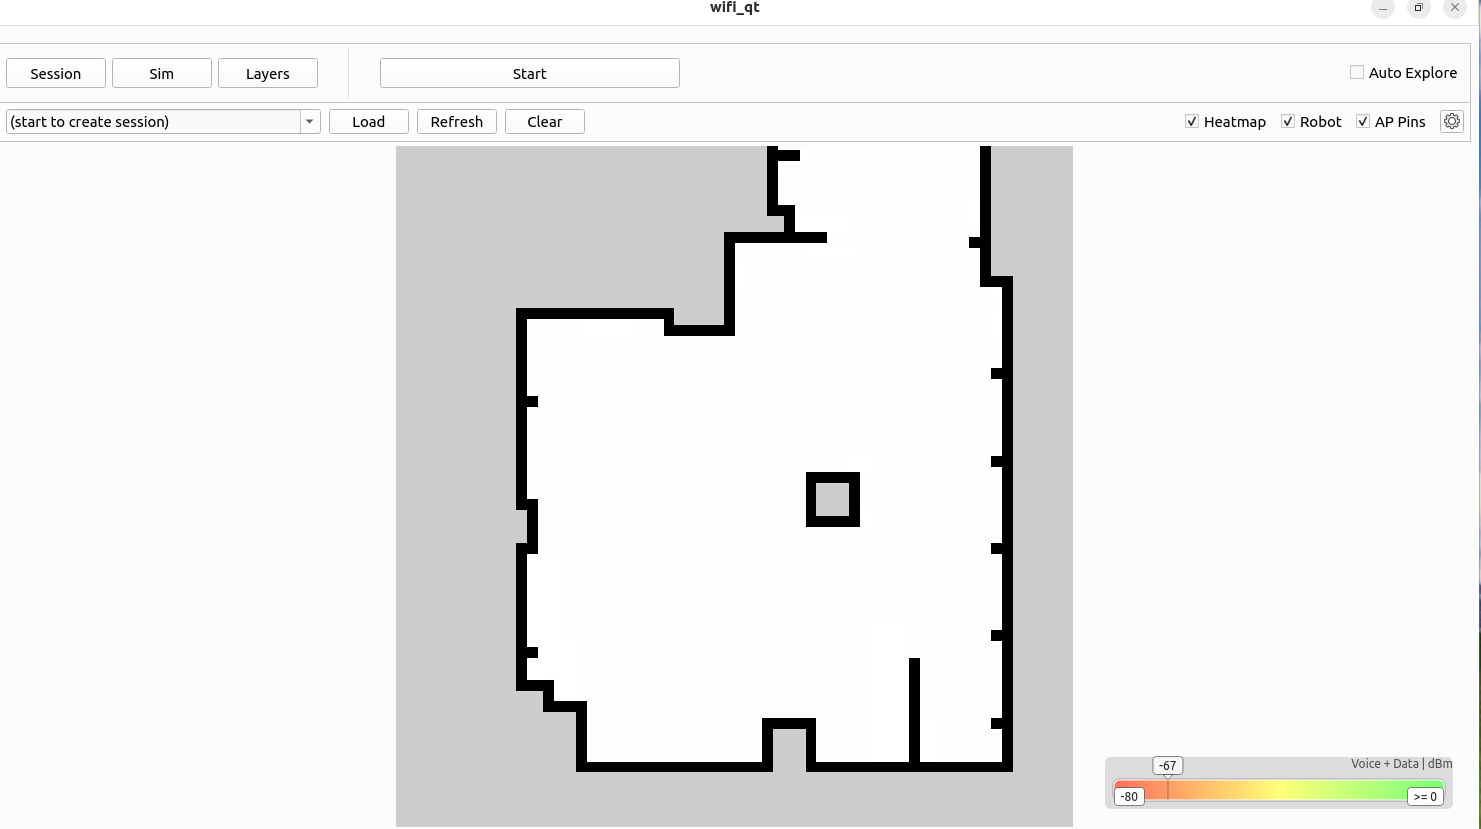 wifi_qt
Session Sim Layers Start Auto Explore
(start to create session) Load Refresh Clear Heatmap Robot AP Pins
-67 Voice + Data | dBm
-80 >= 0